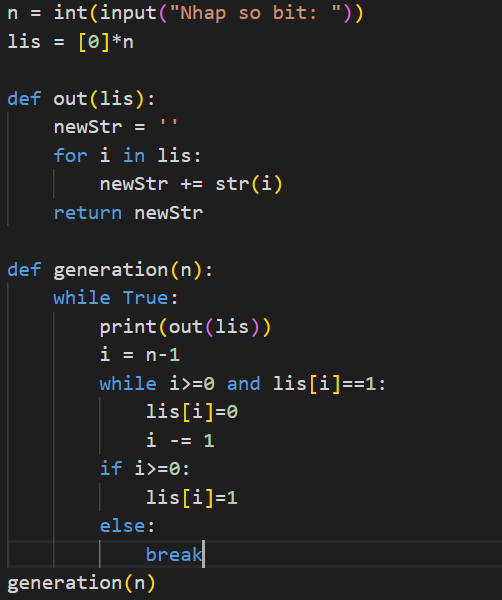 n = int(input("Nhap so bit: "))
lis = [0]*n

def out(lis):
    newStr = ''
    for i in lis:
        newStr += str(i)
    return newStr

def generation(n):
    while True:
        print(out(lis))
        i = n-1
        while i>=0 and lis[i]==1:
            lis[i]=0
            i -= 1
        if i>=0:
            lis[i]=1
        else:
            break
generation(n)